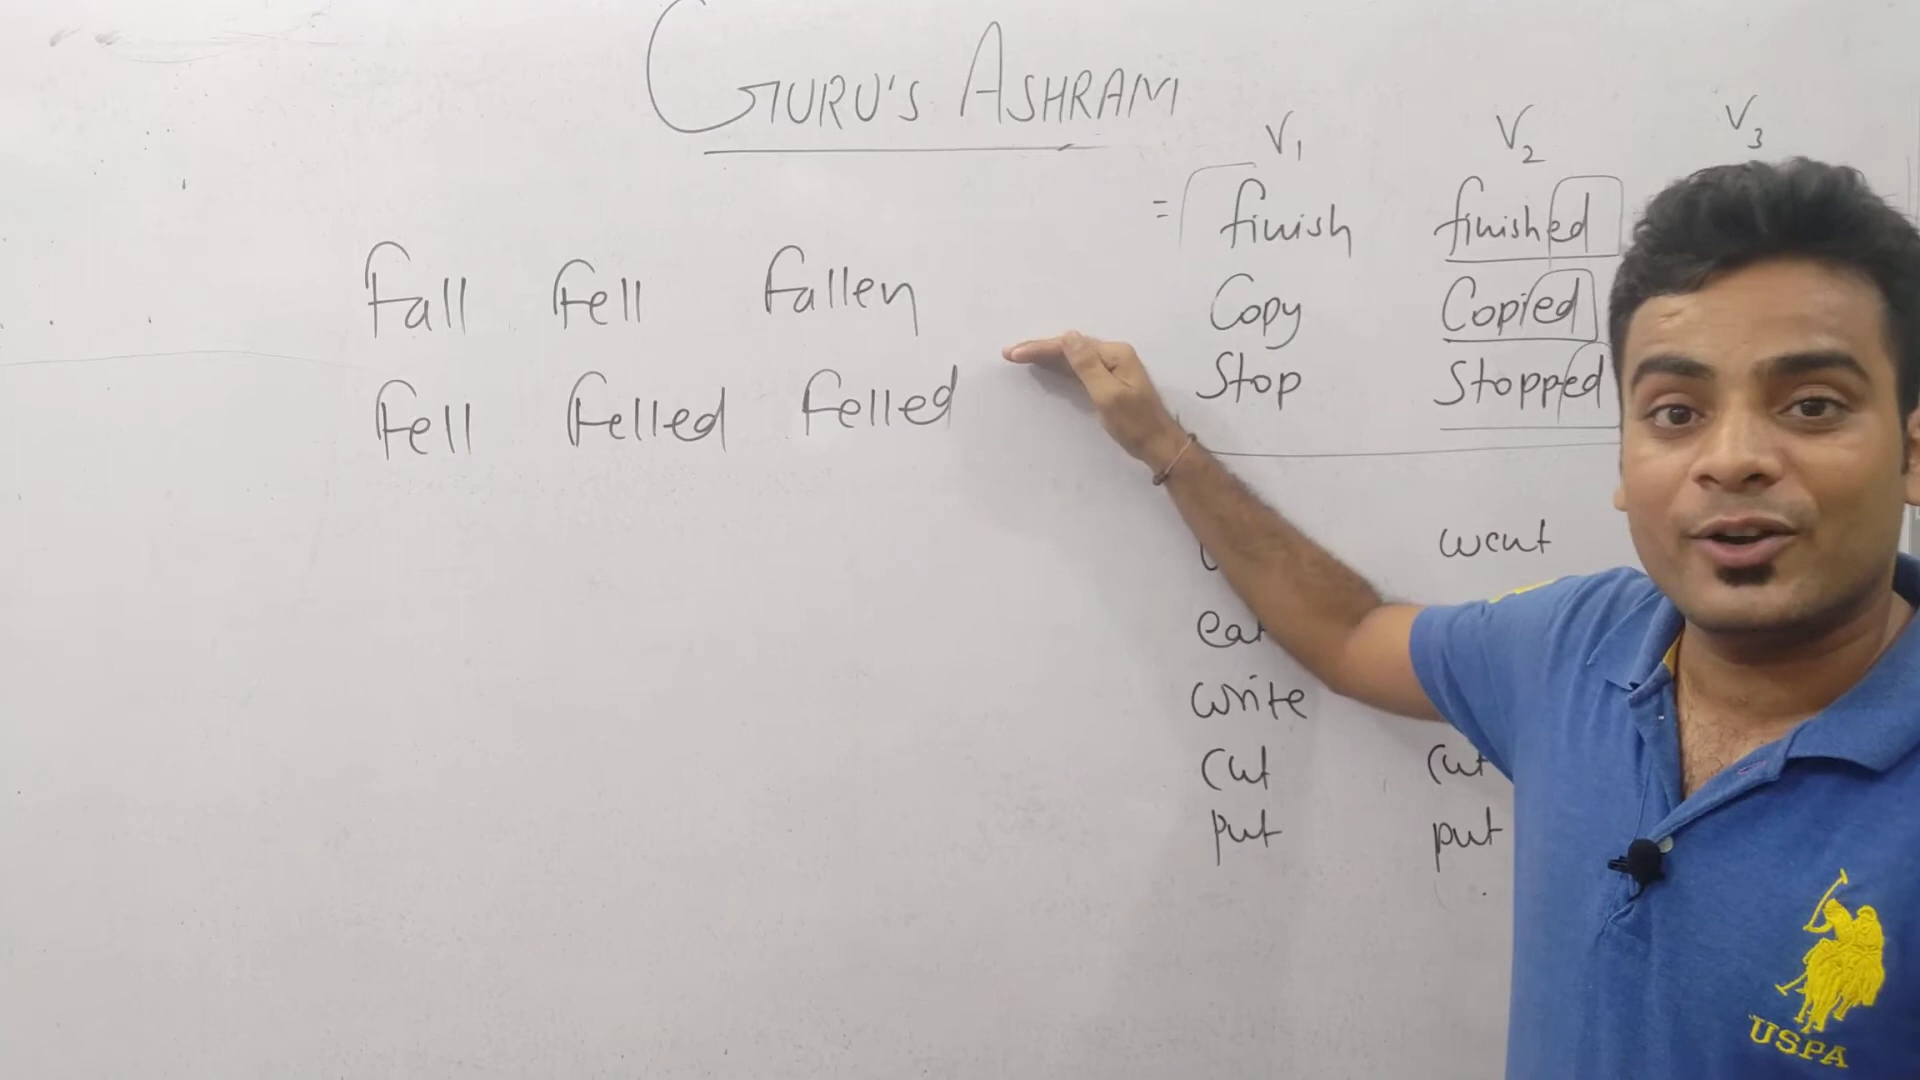 GURU'S ASHRAM
V1 V2 V3
= finish finished
Copy Copied
Stop Stopped
Fall Fell Fallen
Fell Felled Felled
went
eat
write
cut cut
put put
USPA